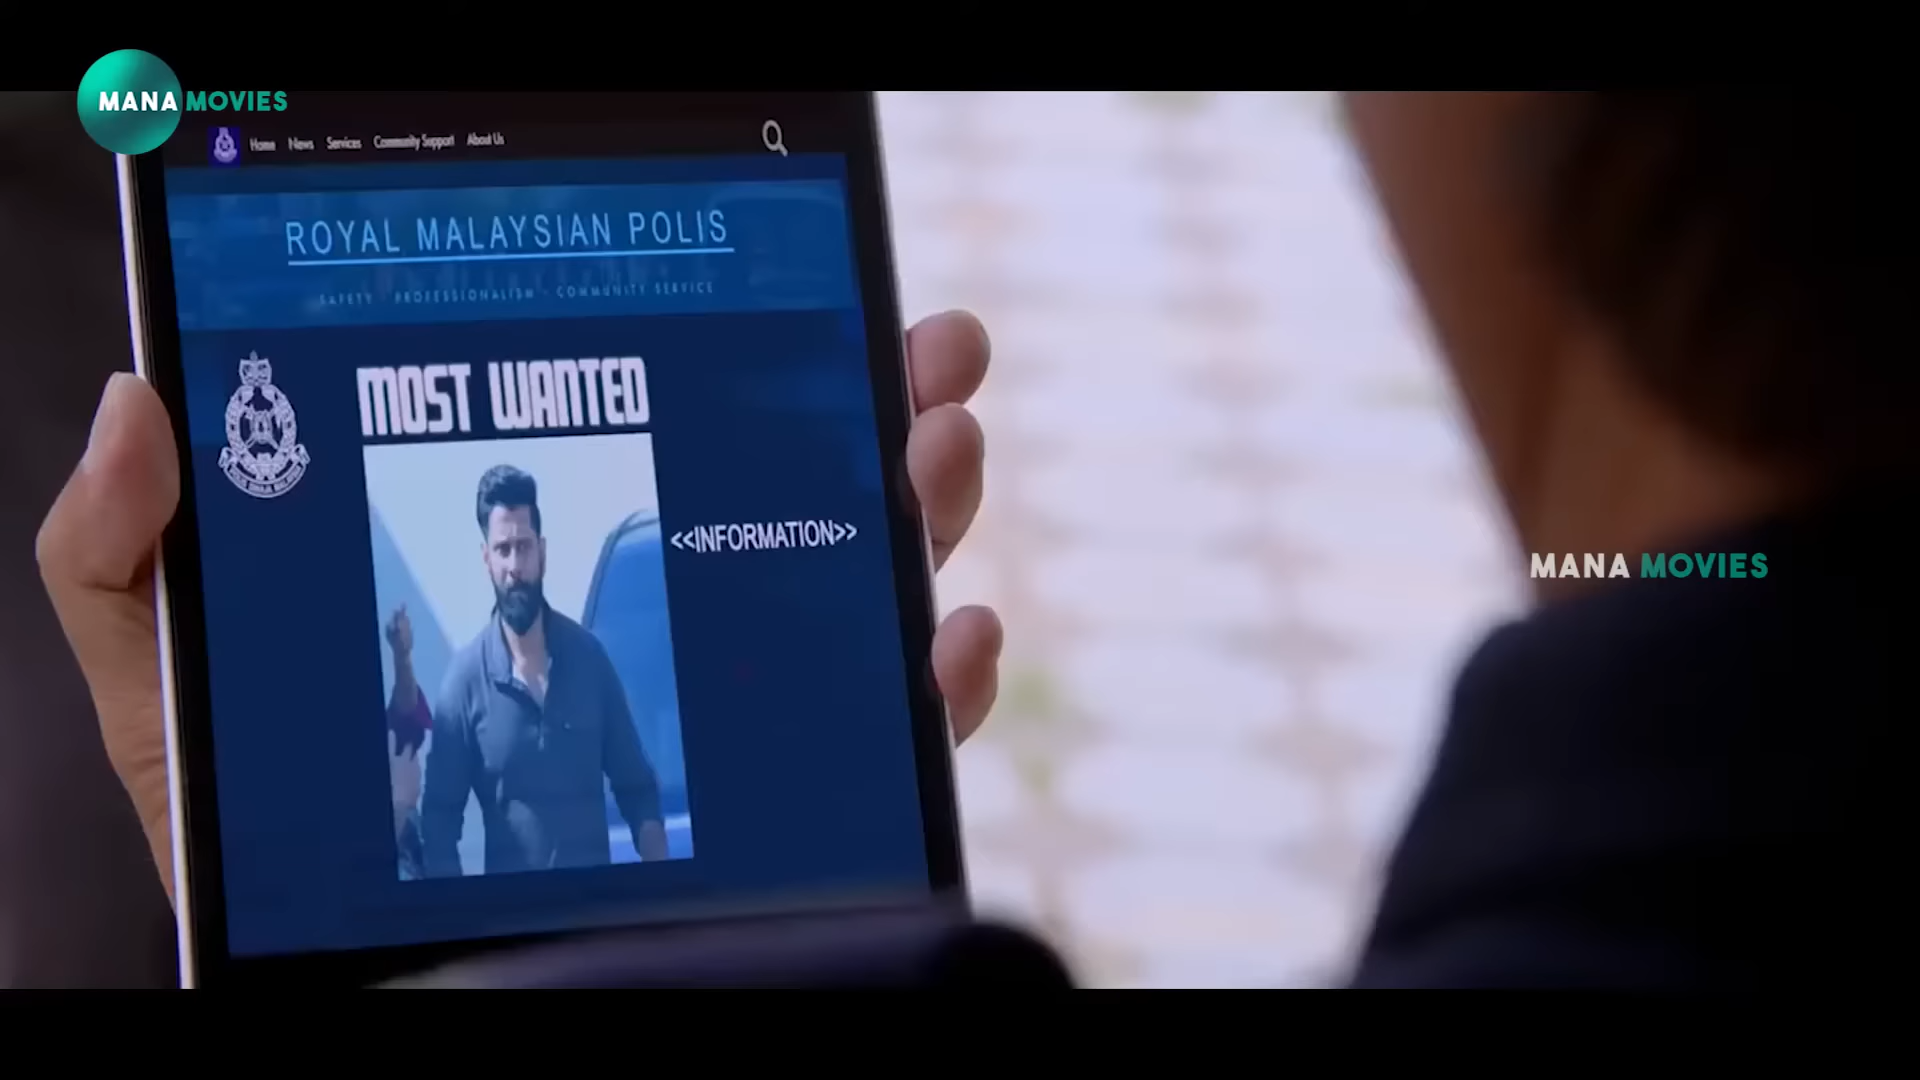 MANA MOVIES
Home News Services Community Support About Us
ROYAL MALAYSIAN POLIS
SAFETY - PROFESSIONALISM - COMMUNITY SERVICE
MOST WANTED
<<INFORMATION>>
MANA MOVIES